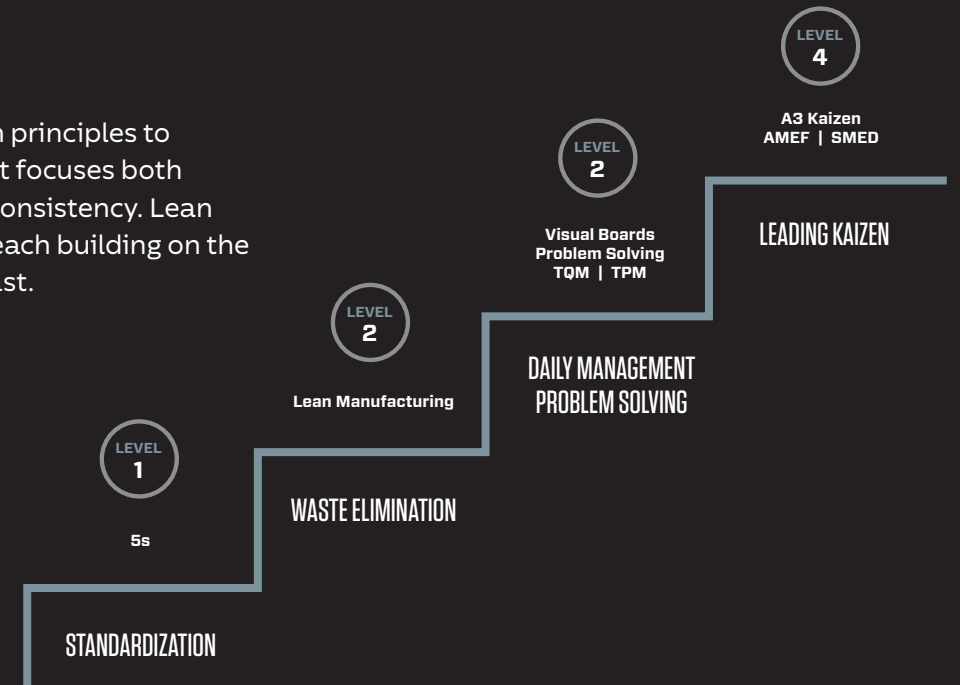 principles to
focuses both
onsistency. Lean
each building on the
st.
LEVEL
1
5s
STANDARDIZATION
LEVEL
2
Lean Manufacturing
WASTE ELIMINATION
LEVEL
2
Visual Boards
Problem Solving
TQM | TPM
DAILY MANAGEMENT
PROBLEM SOLVING
LEVEL
4
A3 Kaizen
AMEF | SMED
LEADING KAIZEN